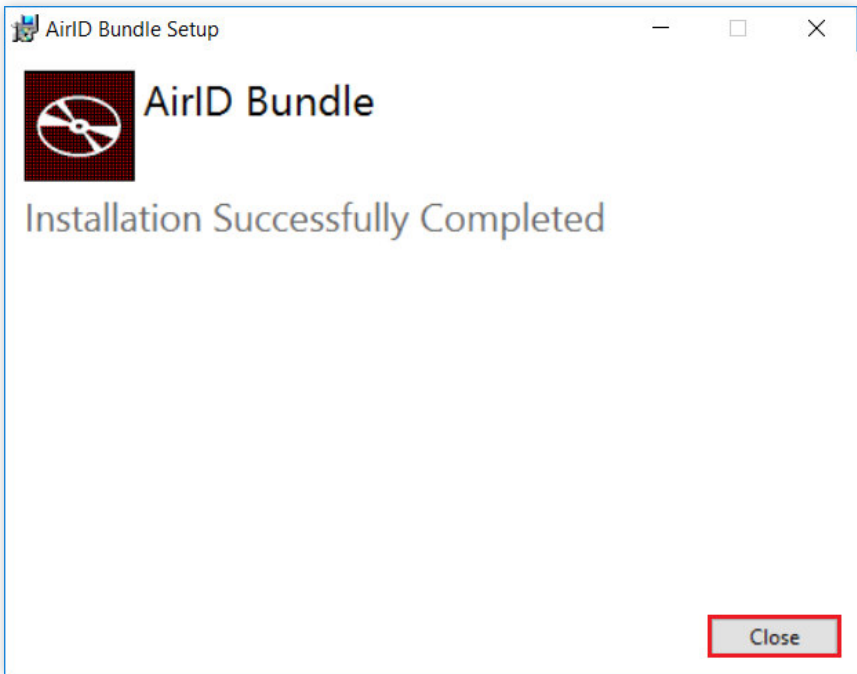 AirID Bundle Setup
AirID Bundle
Installation Successfully Completed
Close